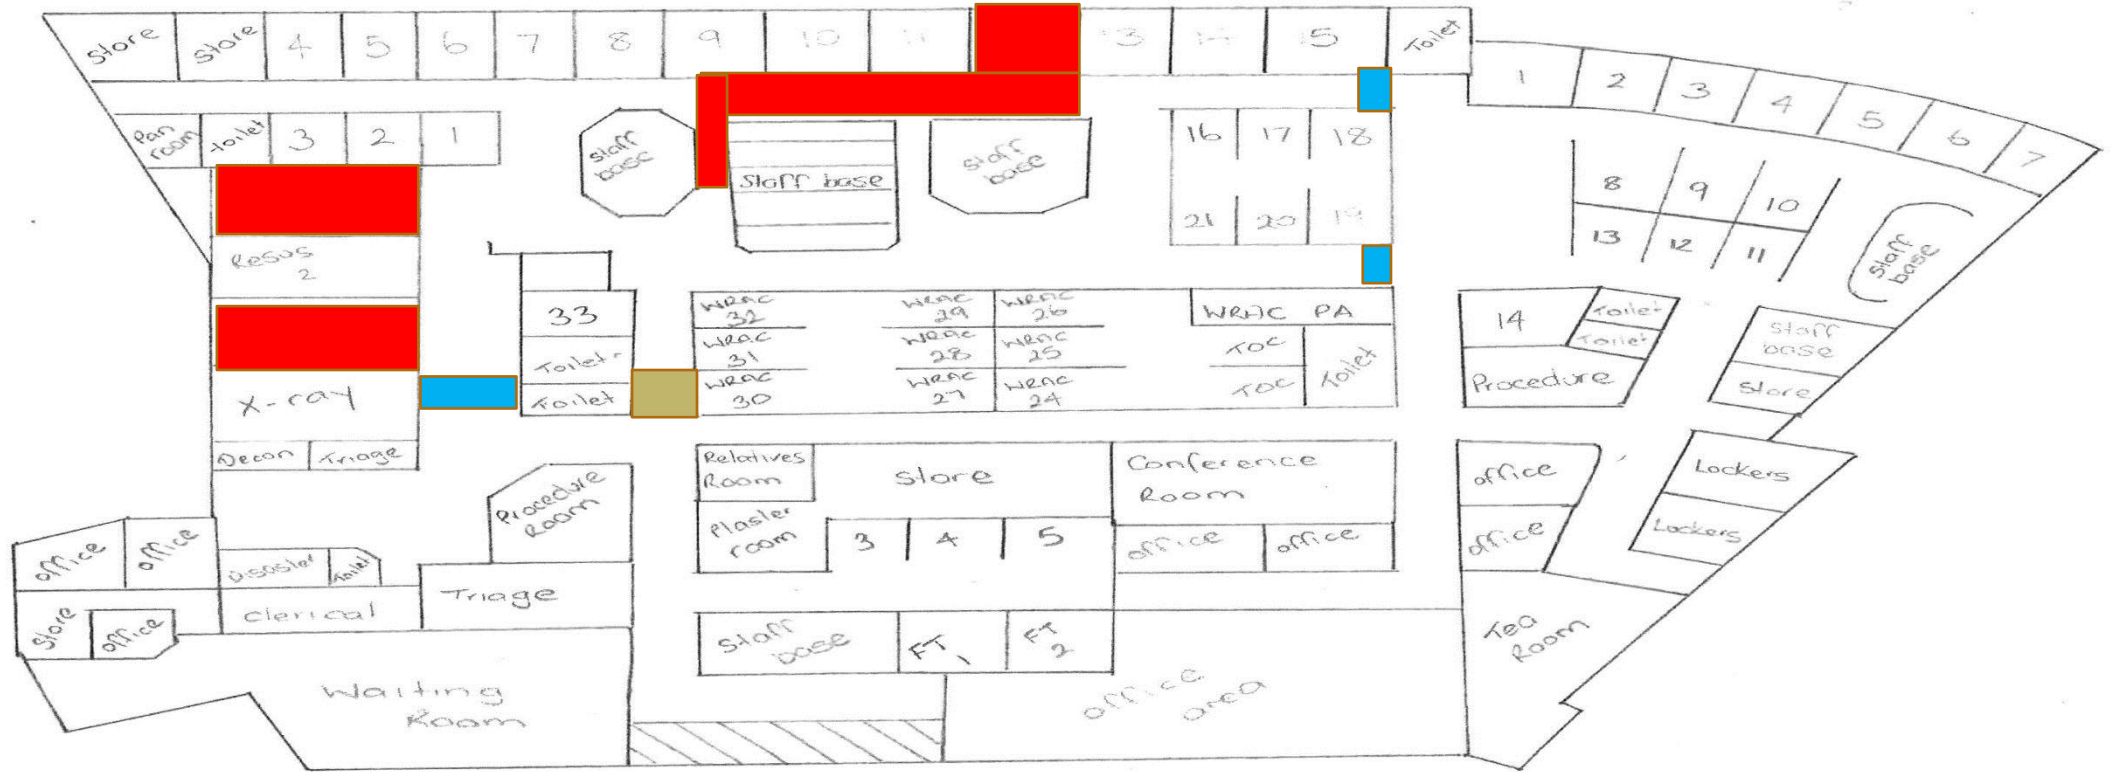 Store
Store
4
5
6
7
8
9
10
11
13
14
15
Toilet
1
2
3
4
5
6
7
Pan
room
toilet
3
2
1
Staff
base
Staff base
Staff
base
16
17
18
21
20
19
8
9
10
13
12
11
Staff
base
Resus
2
X-ray
Decon
Triage
33
Toilet
Toilet
WRAC
32
WRAC
31
WRAC
30
WRAC
29
WRAC
28
WRAC
27
WRAC
26
WRAC
25
WRAC
24
WRAC PA
TOC
TOC
Toilet
14
Toilet
Toilet
Procedure
Staff
base
Store
Procedure
Room
Relatives
Room
Store
Plaster
room
3
4
5
Conference
Room
office
office
office
office
Lockers
Lockers
office
office
Disaster
Toilet
Clerical
Triage
Store
office
Staff
base
FT
1
FT
2
Tea
Room
Waiting
Room
office
area